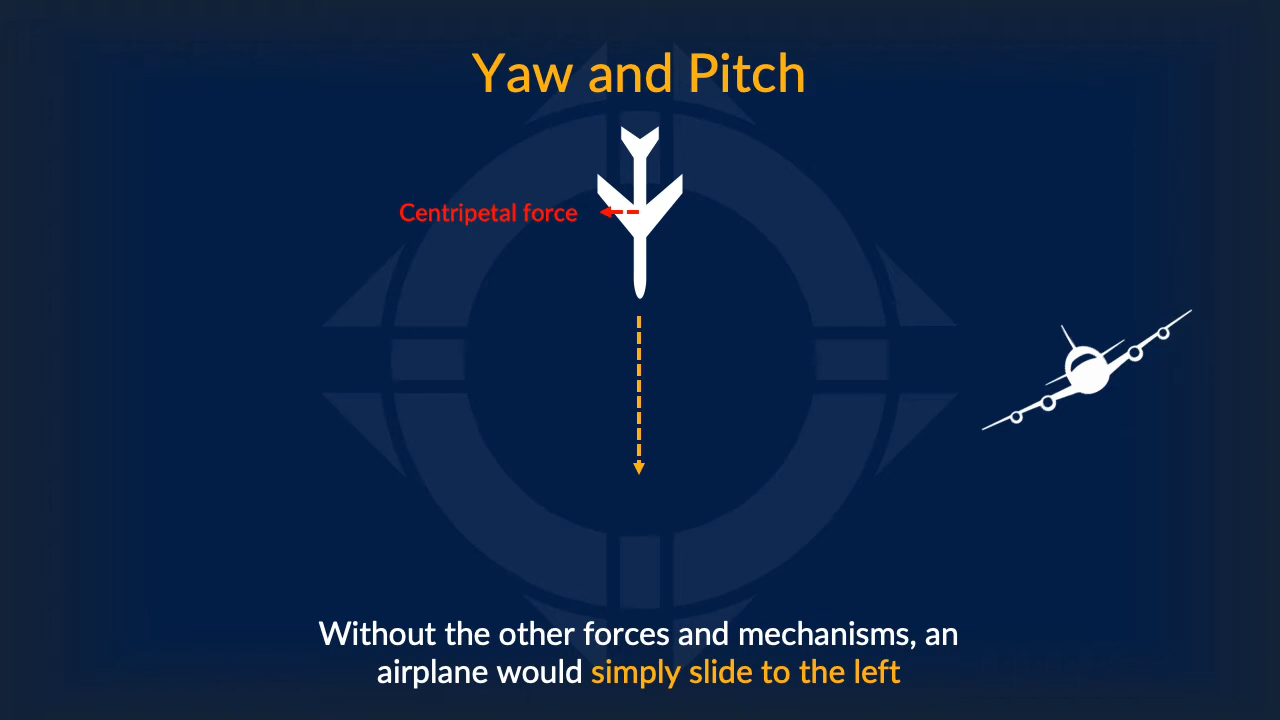 Yaw and Pitch
Centripetal force
Without the other forces and mechanisms, an
airplane would simply slide to the left